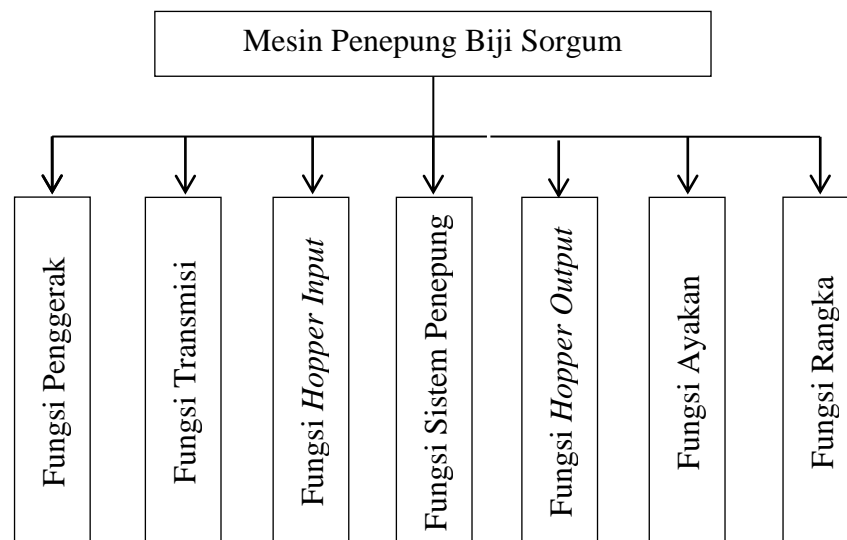 Mesin Penepung Biji Sorgum
Fungsi Penggerak
Fungsi Transmisi
Fungsi Hopper Input
Fungsi Sistem Penepung
Fungsi Hopper Output
Fungsi Ayakan
Fungsi Rangka